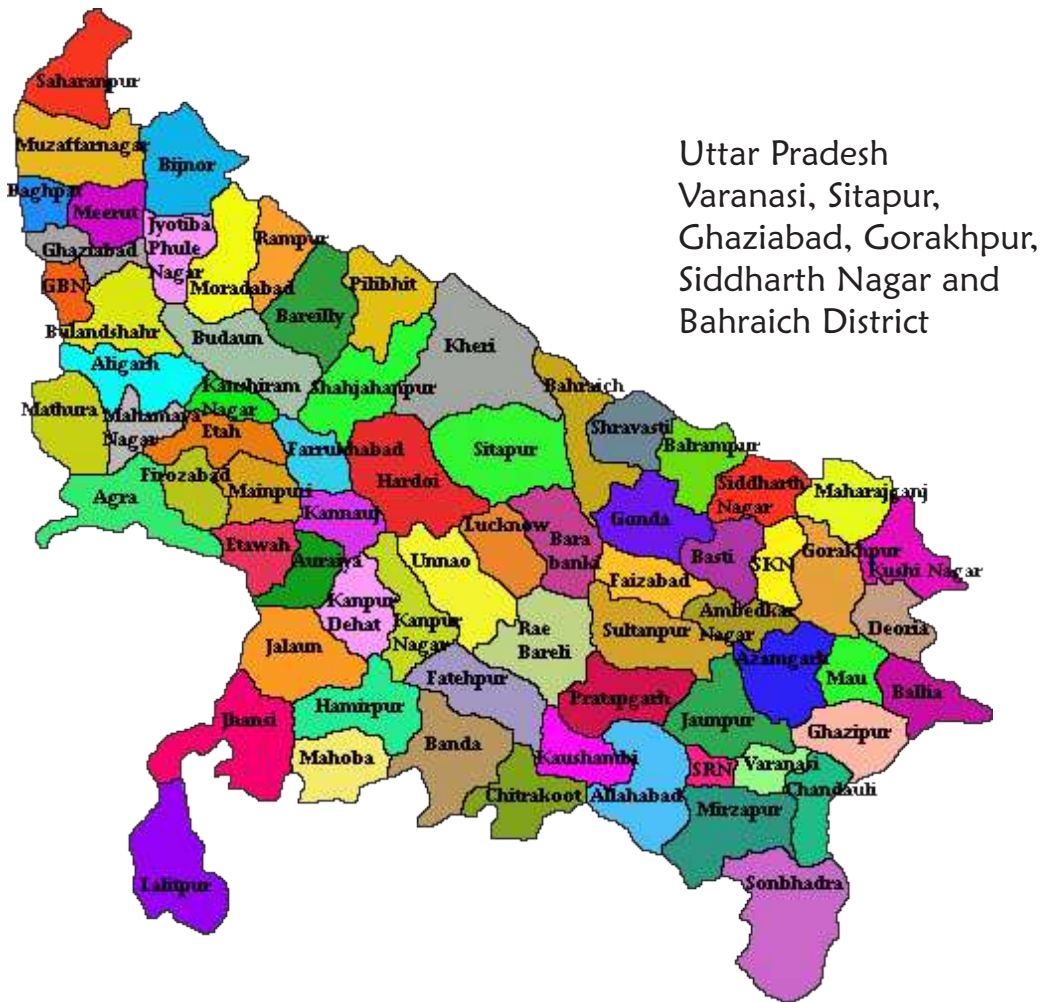 Saharanpur
Muzaffarnagar
Bijnor
Uttar Pradesh
Varanasi, Sitapur,
Ghaziabad, Gorakhpur,
Siddharth Nagar and
Bahraich District
Baghpat
Meerut
Jyotiba
Phule
Nagar
Ghaziabad
Rampur
GBN
Moradabad
Pilibhit
Bareilly
Bulandshahr
Budaun
Kheri
Aligarh
Kanshiram
Nagar
Shahjahanpur
Bahraich
Mathura
Mahamaya
Nagar
Etah
Farrukhabad
Sitapur
Shravasti
Balrampur
Firozabad
Mainpuri
Hardoi
Siddharth
Nagar
Maharajganj
Agra
Kannauj
Lucknow
Gonda
Etawah
Auraiya
Unnao
Bara
banki
Basti
SKN
Gorakhpur
Kushi Nagar
Faizabad
Kanpur
Dehat
Kanpur
Nagar
Rae
Bareli
Sultanpur
Ambedkar
Nagar
Deoria
Jalaun
Azamgarh
Mau
Ballia
Fatehpur
Pratapgarh
Jhansi
Hamirpur
Jaunpur
Ghazipur
Mahoba
Banda
Kaushambi
SRN
Varanasi
Chandauli
Chitrakoot
Allahabad
Mirzapur
Lalitpur
Sonbhadra